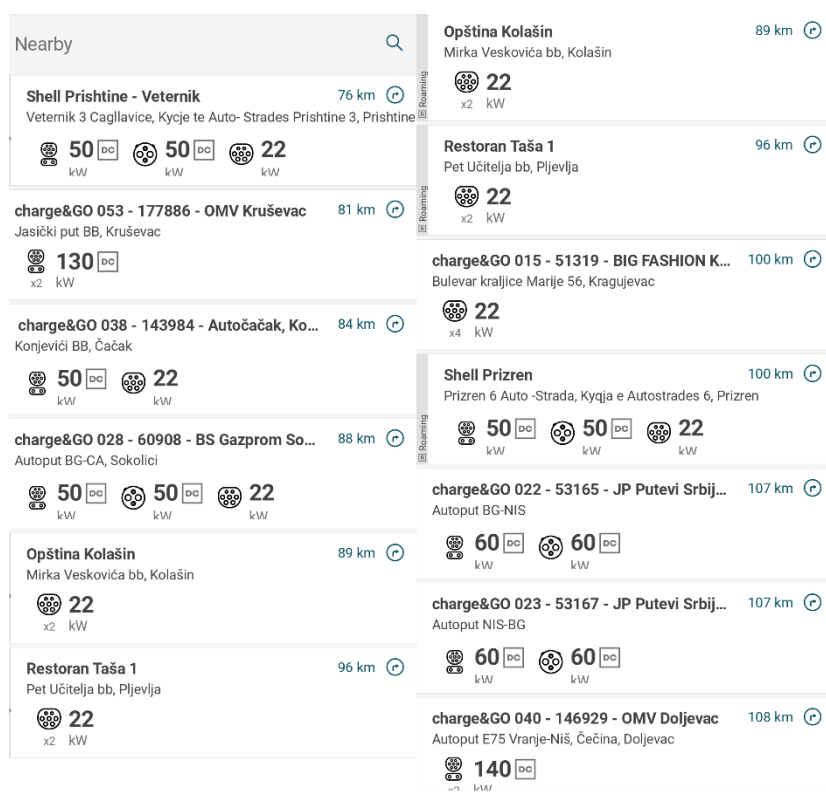 Nearby
Shell Prishtine - Veternik
76 km
Veternik 3 Cagllavice, Kycje te Auto- Strades Prishtine 3, Prishtine
50 DC 50 DC 22
kW kW kW
charge&GO 053 - 177886 - OMV Kruševac
81 km
Jasički put BB, Kruševac
130 DC
x2 kW
charge&GO 038 - 143984 - Autočačak, Ko...
84 km
Konjevići BB, Čačak
50 DC 22
kW kW
charge&GO 028 - 60908 - BS Gazprom So...
88 km
Autoput BG-CA, Sokolici
50 DC 50 DC 22
kW kW kW
Opština Kolašin
89 km
Mirka Veskovića bb, Kolašin
22
x2 kW
Restoran Taša 1
96 km
Pet Učitelja bb, Pljevlja
22
x2 kW
Opština Kolašin
89 km
Mirka Veskovića bb, Kolašin
22
x2 kW
Roaming
Restoran Taša 1
96 km
Pet Učitelja bb, Pljevlja
22
x2 kW
Roaming
charge&GO 015 - 51319 - BIG FASHION K...
100 km
Bulevar kraljice Marije 56, Kragujevac
22
x4 kW
Shell Prizren
100 km
Prizren 6 Auto -Strada, Kyqja e Autostrades 6, Prizren
50 DC 50 DC 22
kW kW kW
Roaming
charge&GO 022 - 53165 - JP Putevi Srbij...
107 km
Autoput BG-NIS
60 DC 60 DC
kW kW
charge&GO 023 - 53167 - JP Putevi Srbij...
107 km
Autoput NIS-BG
60 DC 60 DC
kW kW
charge&GO 040 - 146929 - OMV Doljevac
108 km
Autoput E75 Vranje-Niš, Čečina, Doljevac
140 DC
x2 kW